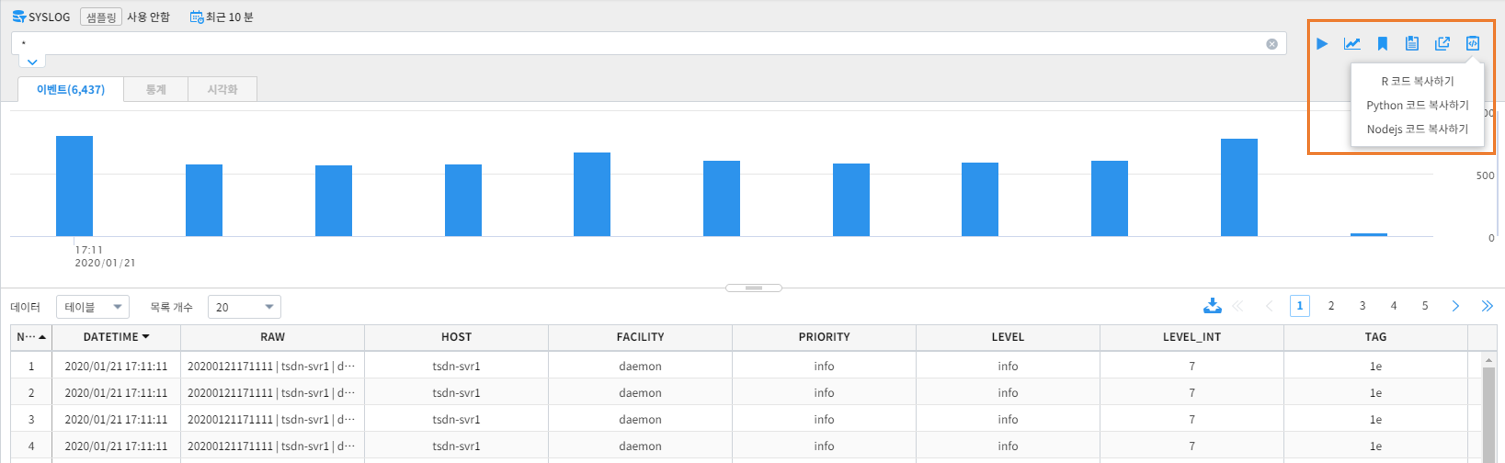 SYSLOG 샘플링 사용 안함 최근 10 분
*
R 코드 복사하기
Python 코드 복사하기
Nodejs 코드 복사하기
이벤트(6,437) 통계 시각화
500
0
17:11
2020/01/21
데이터 테이블 목록 개수 20 1 2 3 4 5
N··· DATETIME RAW HOST FACILITY PRIORITY LEVEL LEVEL_INT TAG
1 2020/01/21 17:11:11 20200121171111 | tsdn-svr1 | d··· tsdn-svr1 daemon info info 7 1e
2 2020/01/21 17:11:11 20200121171111 | tsdn-svr1 | d··· tsdn-svr1 daemon info info 7 1e
3 2020/01/21 17:11:11 20200121171111 | tsdn-svr1 | d··· tsdn-svr1 daemon info info 7 1e
4 2020/01/21 17:11:11 20200121171111 | tsdn-svr1 | d··· tsdn-svr1 daemon info info 7 1e